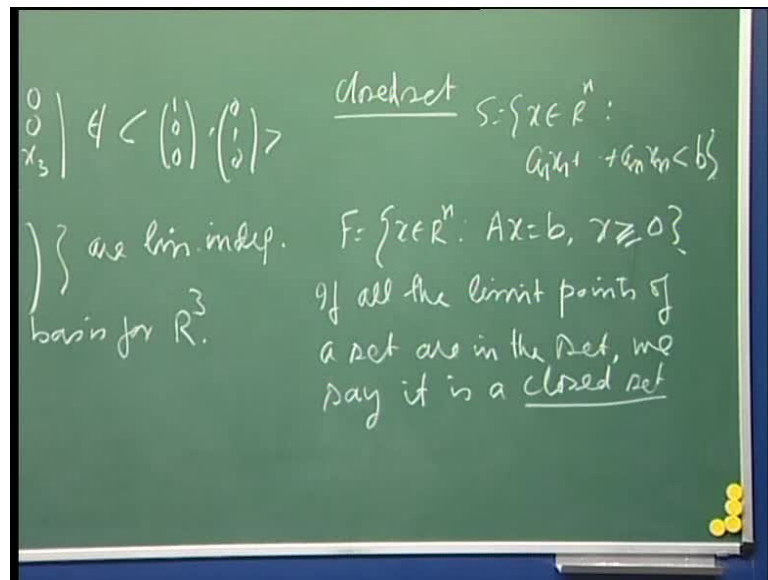 0
0
x₃ | ∉ < (1 0 0), (0 1 0) >
)} are lin. indep.
basis for R³.
Closedset S={x∈Rⁿ:
a₁x₁+ +aₙxₙ<b}
F={x∈Rⁿ: Ax=b, x≥0}
If all the limit points of
a set are in the set, we
say it is a closed set